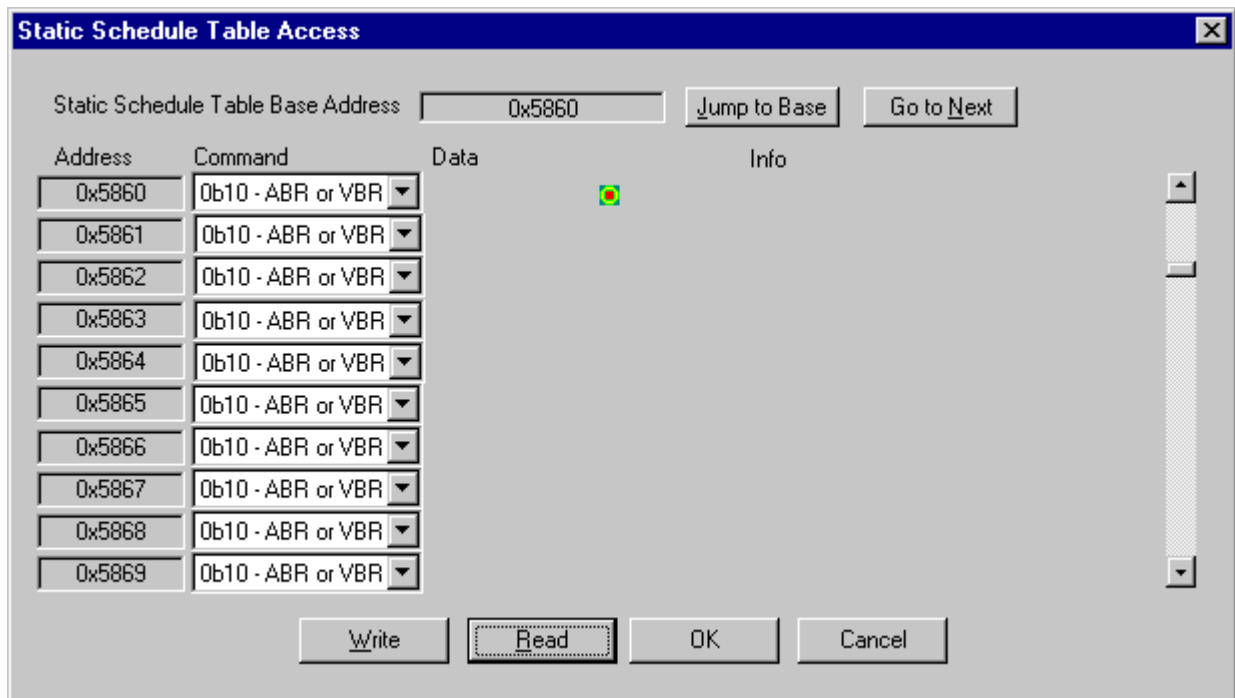 Static Schedule Table Access
Static Schedule Table Base Address 0x5860 Jump to Base Go to Next
Address Command Data Info
0x5860 0b10 - ABR or VBR
0x5861 0b10 - ABR or VBR
0x5862 0b10 - ABR or VBR
0x5863 0b10 - ABR or VBR
0x5864 0b10 - ABR or VBR
0x5865 0b10 - ABR or VBR
0x5866 0b10 - ABR or VBR
0x5867 0b10 - ABR or VBR
0x5868 0b10 - ABR or VBR
0x5869 0b10 - ABR or VBR
Write Read OK Cancel